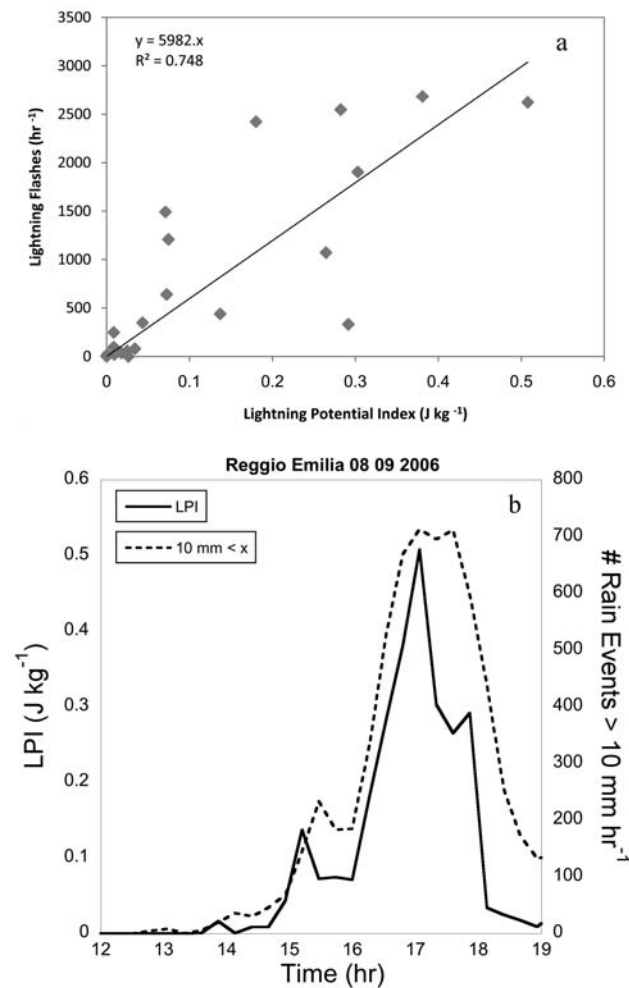 3500
3000
2500
2000
1500
1000
500
0
Lightning Flashes (hr -1)
y = 5982.x
R² = 0.748
a
0 0.1 0.2 0.3 0.4 0.5 0.6
Lightning Potential Index (J kg -1)
Reggio Emilia 08 09 2006
0.6
0.5
0.4
0.3
0.2
0.1
0
LPI (J kg-1)
LPI
10 mm < x
b
800
700
600
500
400
300
200
100
0
# Rain Events > 10 mm hr-1
12 13 14 15 16 17 18 19
Time (hr)